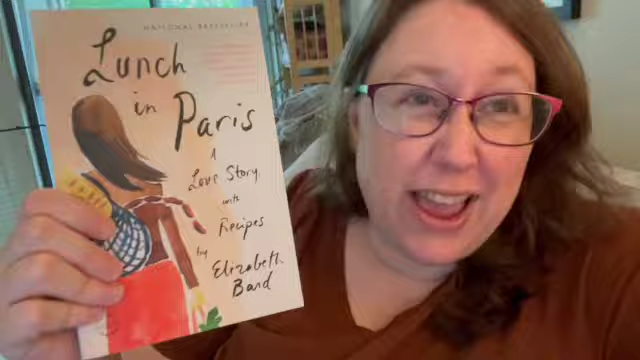 NATIONAL BESTSELLER
Lunch
in
Paris
A
Love Story,
with
Recipes
by
Elizabeth
Bard